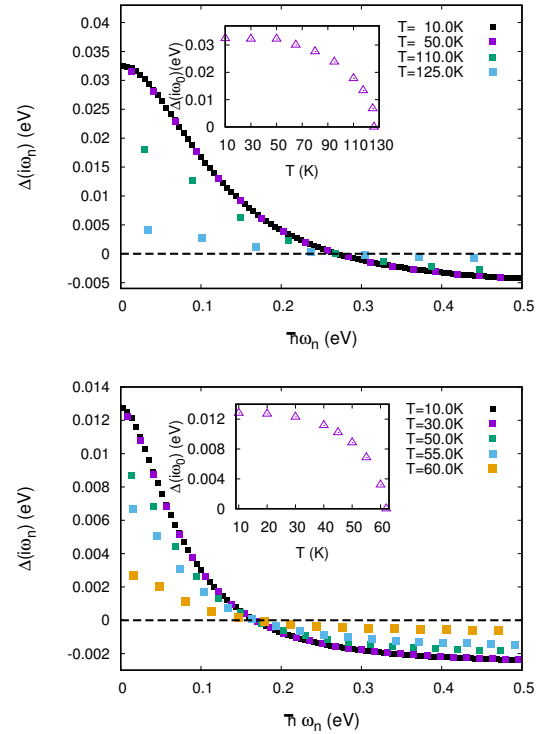 0.04
0.035
0.03
0.025
0.02
0.015
0.01
0.005
0
-0.005
Δ(iωn) (eV)
0
0.1
0.2
0.3
0.4
0.5
ħωn (eV)
T= 10.0K
T= 50.0K
T=110.0K
T=125.0K
0.03
0.02
0.01
0
Δ(iω0)(eV)
10 30 50 70 90 110 130
T (K)
0.014
0.012
0.01
0.008
0.006
0.004
0.002
0
-0.002
Δ(iωn) (eV)
0
0.1
0.2
0.3
0.4
0.5
ħ ωn (eV)
T=10.0K
T=30.0K
T=50.0K
T=55.0K
T=60.0K
0.012
0.008
0.004
0
Δ(iω0) (eV)
10 20 30 40 50 60
T (K)